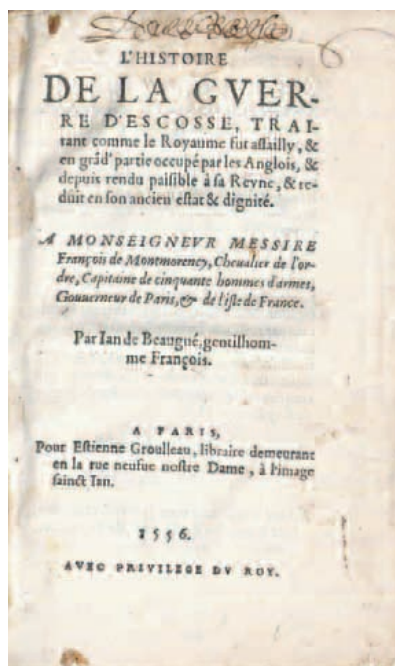 L'HISTOIRE
DE LA GVER-
RE D'ESCOSSE, TRAI-
tant comme le Royaume fut assailly, &
en grãd' partie occupé par les Anglois, &
depuis rendu paisible à sa Reyne, & re-
duit en son ancien estat & dignité.
A MONSEIGNEVR MESSIRE
François de Montmorency, Cheualier de l'or-
dre, Capitaine de cinquante hommes d'armes,
Gouuerneur de Paris, & de l'isle de France.
Par Ian de Beaugué, gentilhom-
me François.
A PARIS,
Pour Estienne Groulleau, libraire demeurant
en la rue neufue nostre Dame, à l'image
sainct Ian.
1556.
AVEC PRIVILEGE DV ROY.